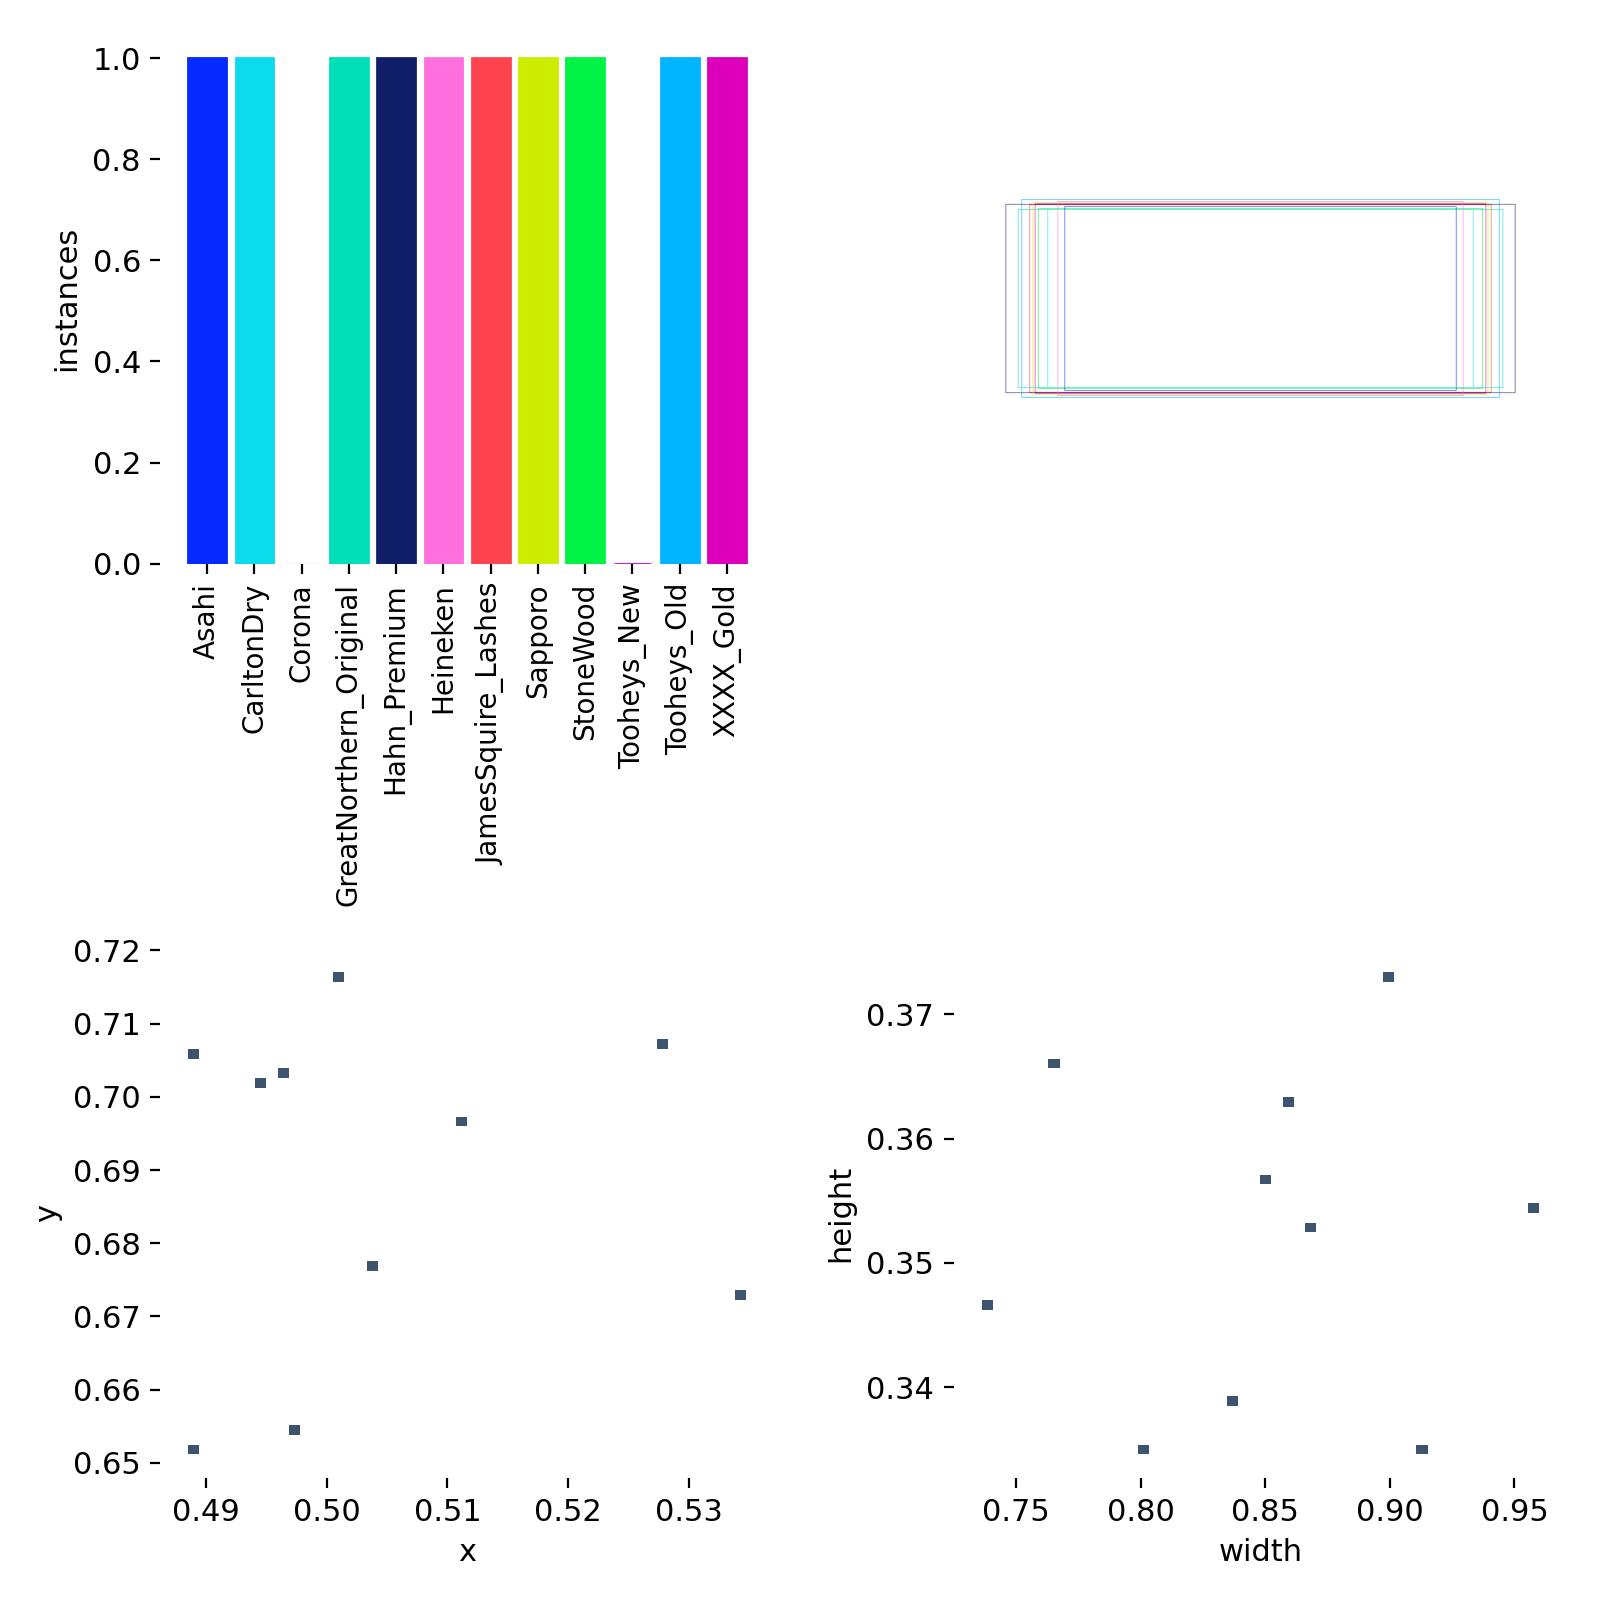 1.0
0.8
0.6
0.4
0.2
0.0
instances
Asahi
CarltonDry
Corona
GreatNorthern_Original
Hahn_Premium
Heineken
JamesSquire_Lashes
Sapporo
StoneWood
Tooheys_New
Tooheys_Old
XXXX_Gold
0.72
0.71
0.70
0.69
0.68
0.67
0.66
0.65
y
0.49 0.50 0.51 0.52 0.53
x
0.37
0.36
0.35
0.34
height
0.75 0.80 0.85 0.90 0.95
width